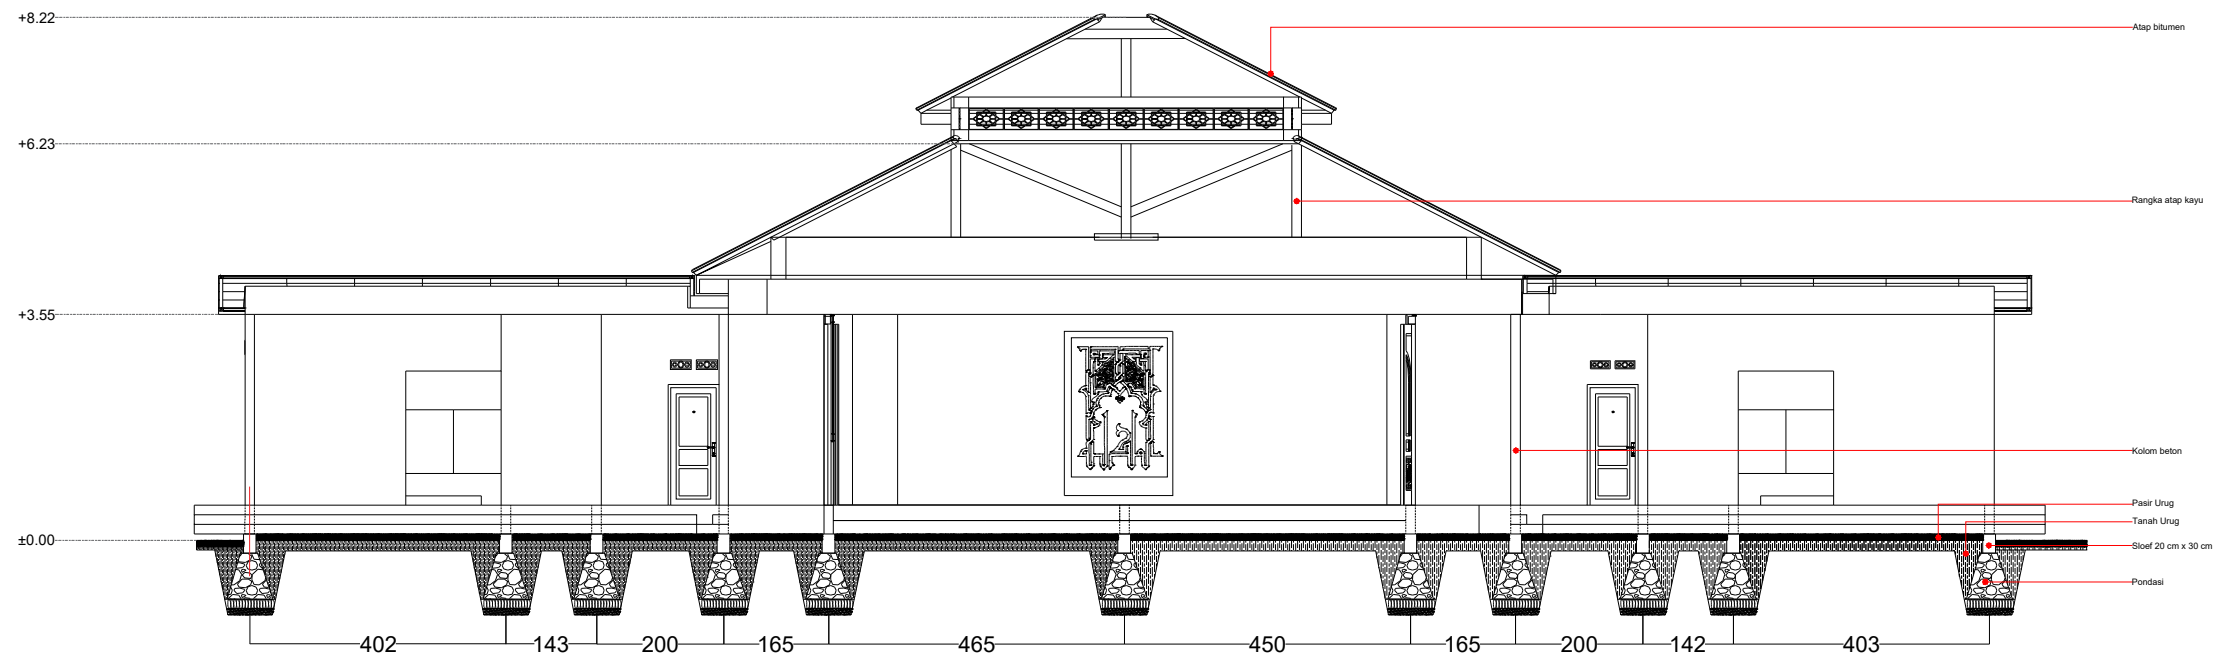 +8.22
Atap bitumen
+6.23
Rangka atap kayu
+3.55
Kolom beton
Pasir Urug
Tanah Urug
±0.00
Sloef 20 cm x 30 cm
Pondasi
402 143 200 165 465 450 165 200 142 403